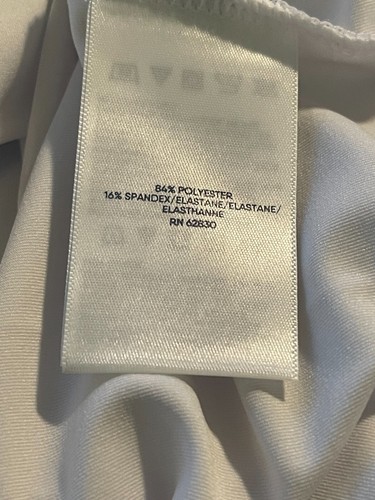 84% POLYESTER
16% SPANDEX/ELASTANE/ELASTANE/
ELASTHANNE
RN 62830